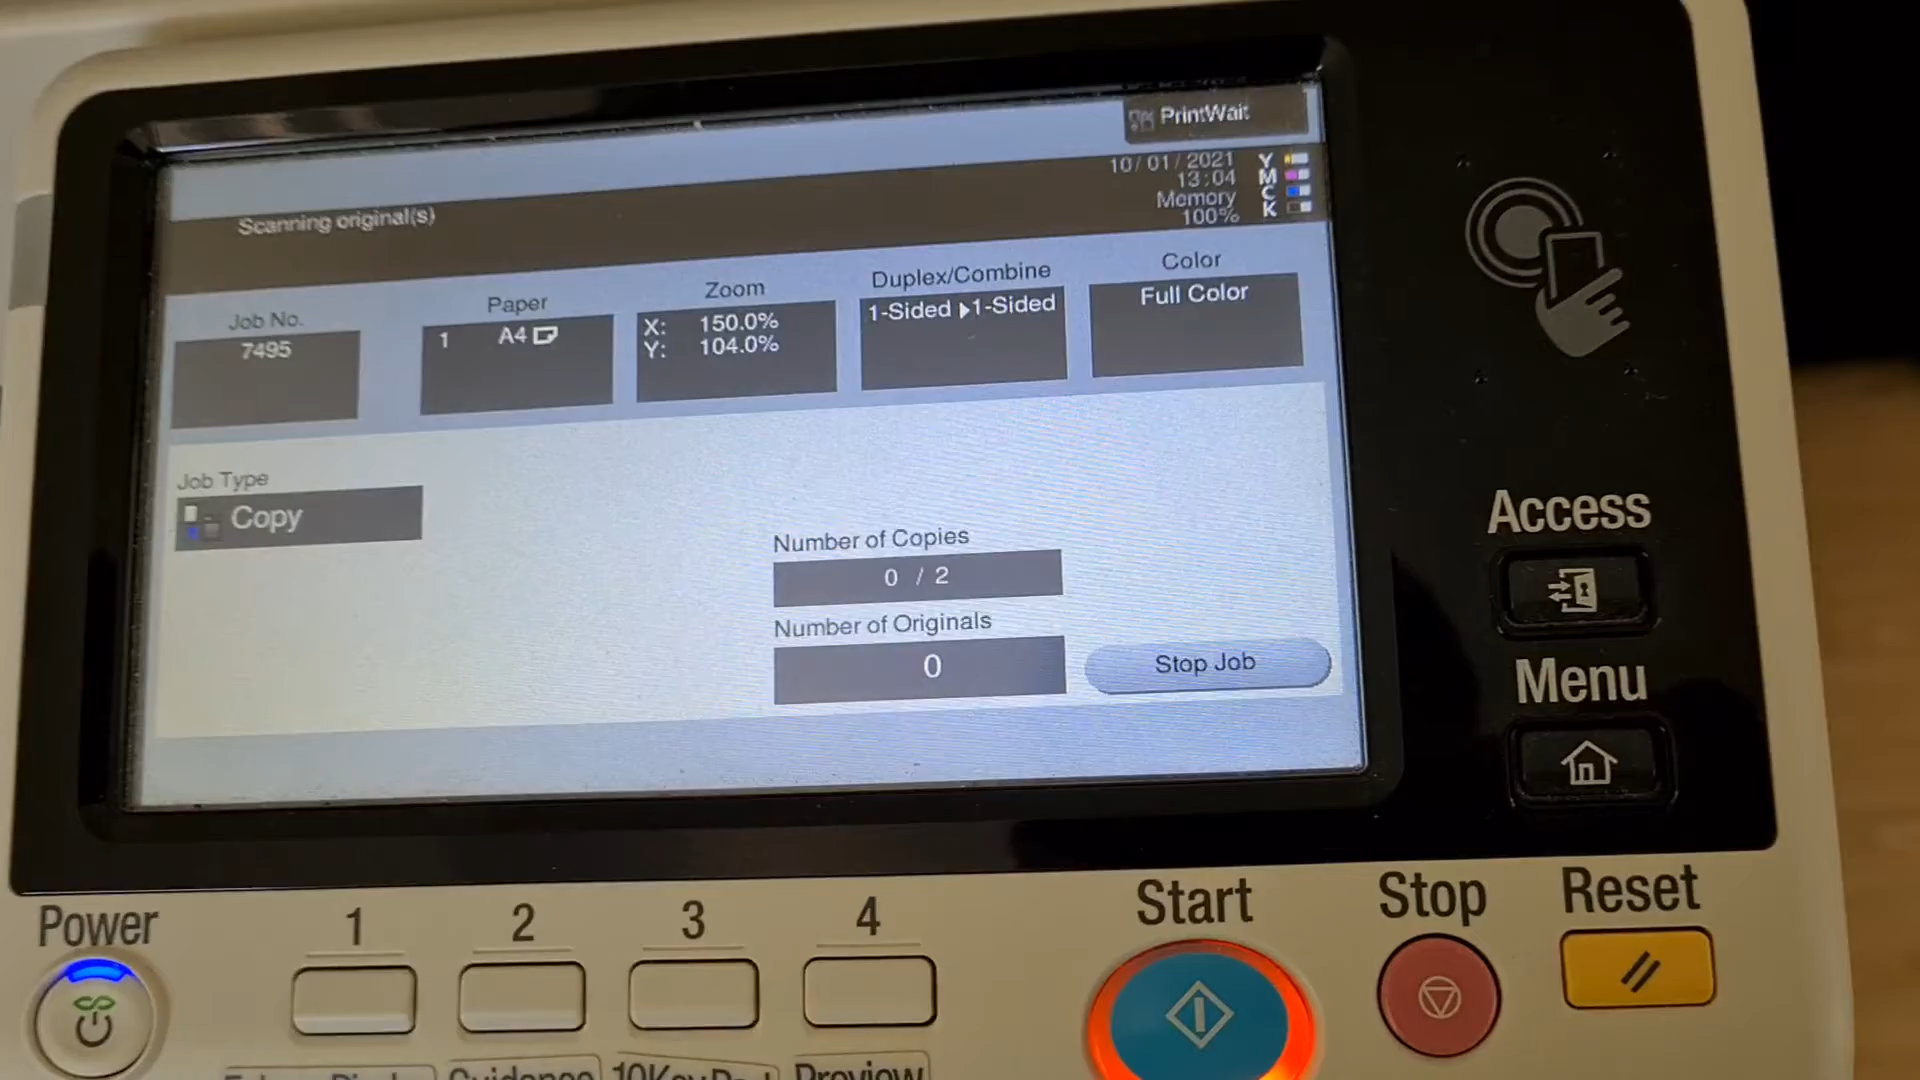 PrintWait
10/01/2021
13:04
Memory
100%
Y
M
C
K
Scanning original(s)
Job No.
7495
Paper
1 A4
Zoom
X: 150.0%
Y: 104.0%
Duplex/Combine
1-Sided ▶1-Sided
Color
Full Color
Job Type
Copy
Number of Copies
0 / 2
Number of Originals
0
Stop Job
Access
Menu
Power
1
2
3
4
Start
Stop
Reset
Guidance
10KeyPad
Preview